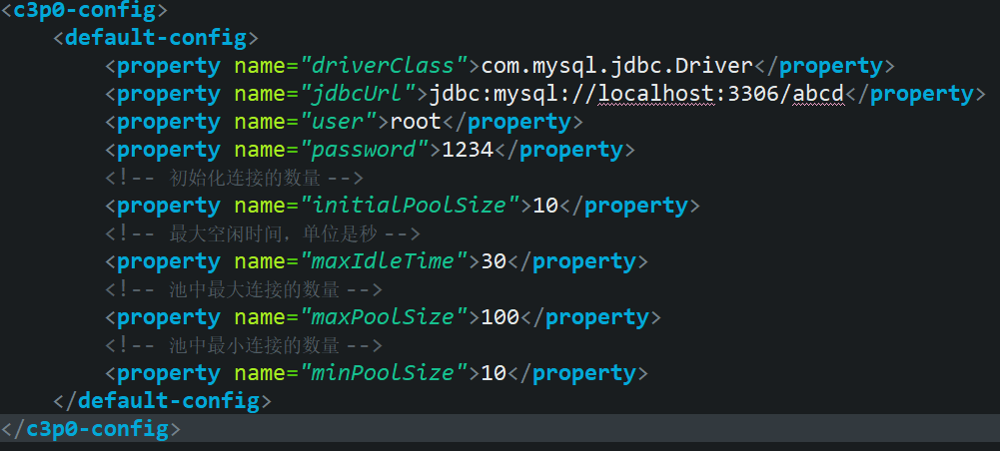 <c3p0-config>
    <default-config>
        <property name="driverClass">com.mysql.jdbc.Driver</property>
        <property name="jdbcUrl">jdbc:mysql://localhost:3306/abcd</property>
        <property name="user">root</property>
        <property name="password">1234</property>
        <!-- 初始化连接的数量 -->
        <property name="initialPoolSize">10</property>
        <!-- 最大空闲时间，单位是秒 -->
        <property name="maxIdleTime">30</property>
        <!-- 池中最大连接的数量 -->
        <property name="maxPoolSize">100</property>
        <!-- 池中最小连接的数量 -->
        <property name="minPoolSize">10</property>
    </default-config>
</c3p0-config>